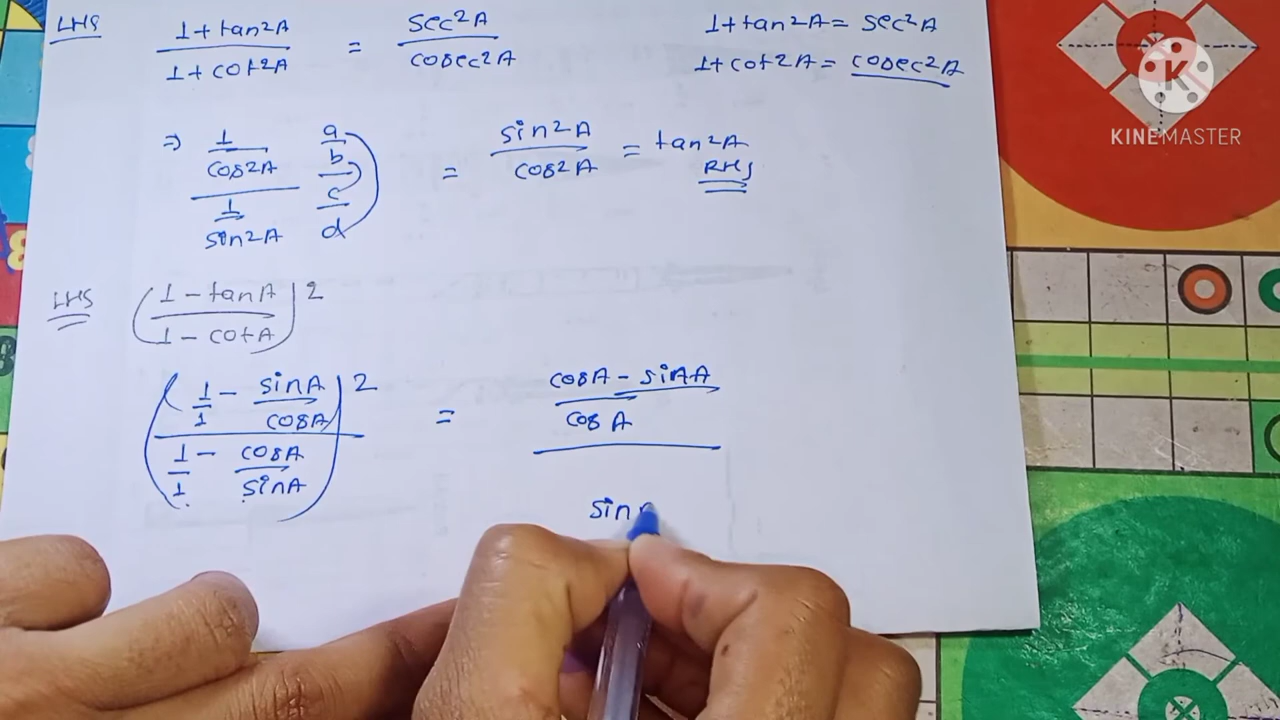 LHS 1+tan2A / 1+cot2A = sec2A / cosec2A
1+tan2A = sec2A
1+cot2A = cosec2A
⇒ 1/cos2A / 1/sin2A a/b / c/d = sin2A / cos2A = tan2A
RHS
LHS (1-tanA / 1-cotA)2
(1/1 - sinA/cosA / 1/1 - cosA/sinA)2 = cosA-sinAA / cosA
sin
K
KINEMASTER